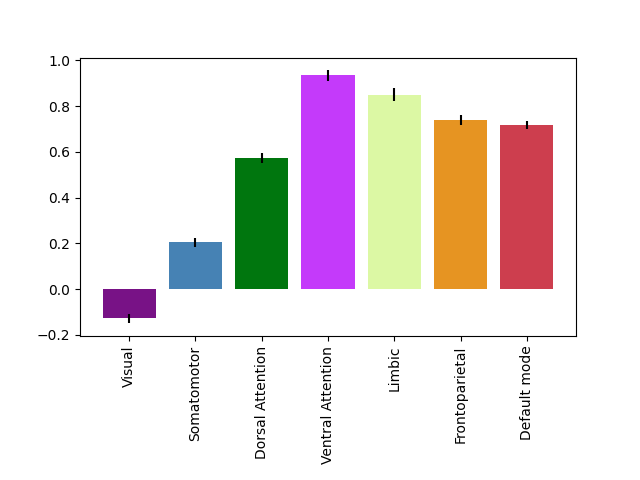 1.0
0.8
0.6
0.4
0.2
0.0
−0.2
Visual
Somatomotor
Dorsal Attention
Ventral Attention
Limbic
Frontoparietal
Default mode